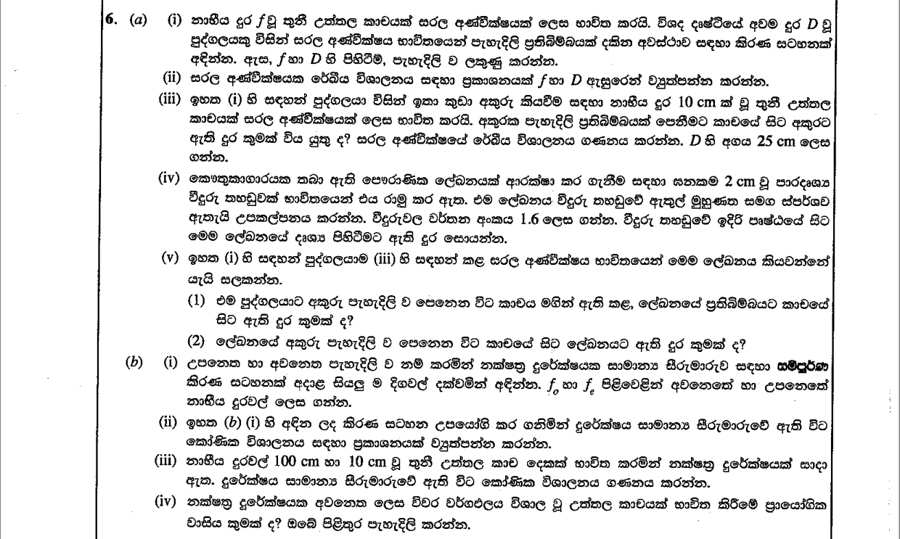 6. (a) (i) නාභීය දුර f වූ තුනී උත්තල කාචයක් සරල අණ්වීක්ෂයක් ලෙස භාවිත කරයි. විශද දෘෂ්ටියේ අවම දුර D වූ
පුද්ගලයකු විසින් සරල අණ්වීක්ෂය භාවිතයෙන් පැහැදිලි ප්‍රතිබිම්බයක් දකින අවස්ථාව සඳහා කිරණ සටහනක්
අඳින්න. ඇස, f හා D හි පිහිටීම්, පැහැදිලි ව ලකුණු කරන්න.
(ii) සරල අණ්වීක්ෂයක රේඛීය විශාලනය සඳහා ප්‍රකාශනයක් f හා D ඇසුරෙන් ව්‍යුත්පන්න කරන්න.
(iii) ඉහත (i) හි සඳහන් පුද්ගලයා විසින් ඉතා කුඩා අකුරු කියවීම සඳහා නාභීය දුර 10 cm ක් වූ තුනී උත්තල
කාචයක් සරල අණ්වීක්ෂයක් ලෙස භාවිත කරයි. අකුරක පැහැදිලි ප්‍රතිබිම්බයක් පෙනීමට කාචයේ සිට අකුරට
ඇති දුර කුමක් විය යුතු ද? සරල අණ්වීක්ෂයේ රේඛීය විශාලනය ගණනය කරන්න. D හි අගය 25 cm ලෙස
ගන්න.
(iv) කෞතුකාගාරයක තබා ඇති පෞරාණික ලේඛනයක් ආරක්ෂා කර ගැනීම සඳහා ඝනකම 2 cm වූ පාරදෘශ්‍ය
වීදුරු තහඩුවක් භාවිතයෙන් එය රාමු කර ඇත. එම ලේඛනය වීදුරු තහඩුවේ ඇතුල් මුහුණත සමග ස්පර්ශව
ඇතැයි උපකල්පනය කරන්න. වීදුරුවල වර්තන අංකය 1.6 ලෙස ගන්න. වීදුරු තහඩුවේ ඉදිරි පෘෂ්ඨයේ සිට
මෙම ලේඛනයේ දෘශ්‍ය පිහිටීමට ඇති දුර සොයන්න.
(v) ඉහත (i) හි සඳහන් පුද්ගලයාම (iii) හි සඳහන් කළ සරල අණ්වීක්ෂය භාවිතයෙන් මෙම ලේඛනය කියවන්නේ
යැයි සලකන්න.
(1) එම පුද්ගලයාට අකුරු පැහැදිලි ව පෙනෙන විට කාචය මගින් ඇති කළ, ලේඛනයේ ප්‍රතිබිම්බයට කාචයේ
සිට ඇති දුර කුමක් ද?
(2) ලේඛනයේ අකුරු පැහැදිලි ව පෙනෙන විට කාචයේ සිට ලේඛනයට ඇති දුර කුමක් ද?
(b) (i) උපනෙත හා අවනෙත පැහැදිලි ව නම් කරමින් නක්ෂත්‍ර දුරේක්ෂයක සාමාන්‍ය සීරුමාරුව සඳහා සම්පූර්ණ
කිරණ සටහනක් අදාළ සියලු ම දිගවල් දක්වමින් අඳින්න. fₒ හා fₑ පිළිවෙළින් අවනෙතේ හා උපනෙතේ
නාභීය දුරවල් ලෙස ගන්න.
(ii) ඉහත (b) (i) හි අඳින ලද කිරණ සටහන උපයෝගි කර ගනිමින් දුරේක්ෂය සාමාන්‍ය සීරුමාරුවේ ඇති විට
කෝණික විශාලනය සඳහා ප්‍රකාශනයක් ව්‍යුත්පන්න කරන්න.
(iii) නාභීය දුරවල් 100 cm හා 10 cm වූ තුනී උත්තල කාච දෙකක් භාවිත කරමින් නක්ෂත්‍ර දුරේක්ෂයක් සාදා
ඇත. දුරේක්ෂය සාමාන්‍ය සීරුමාරුවේ ඇති විට කෝණික විශාලනය ගණනය කරන්න.
(iv) නක්ෂත්‍ර දුරේක්ෂයක අවනෙත ලෙස විවර වර්ගඵලය විශාල වූ උත්තල කාචයක් භාවිත කිරීමේ ප්‍රායෝගික
වාසිය කුමක් ද? ඔබේ පිළිතුර පැහැදිලි කරන්න.